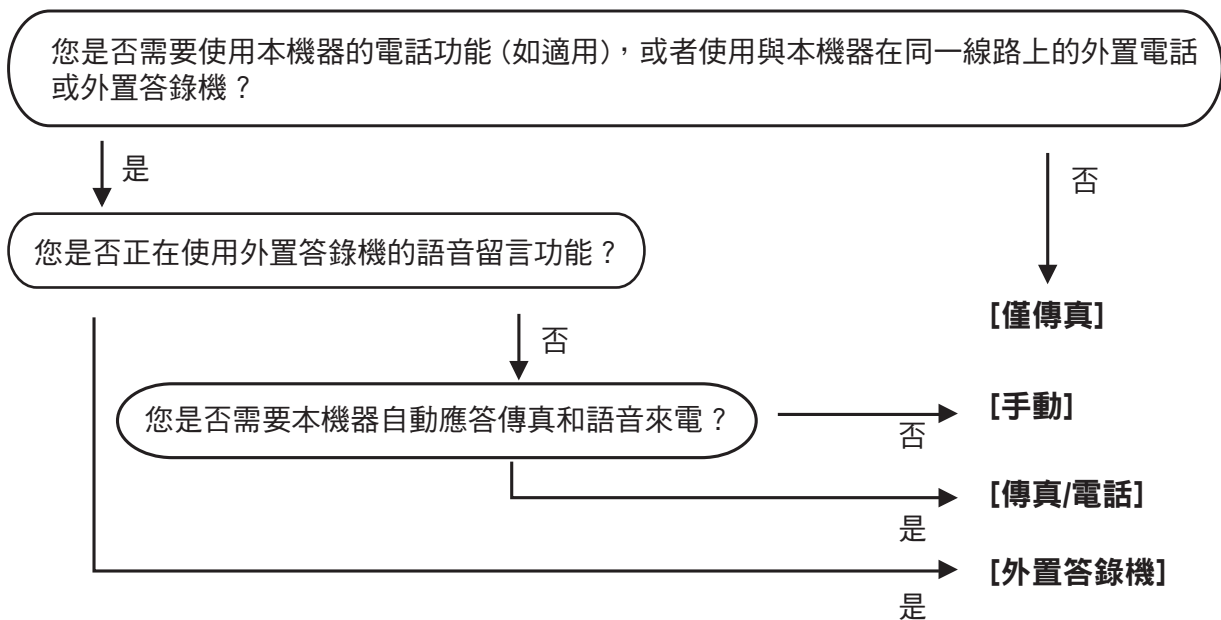 您是否需要使用本機器的電話功能 (如適用)，或者使用與本機器在同一線路上的外置電話
或外置答錄機？
是
否
您是否正在使用外置答錄機的語音留言功能？
[僅傳真]
否
您是否需要本機器自動應答傳真和語音來電？
[手動]
否
[傳真/電話]
是
[外置答錄機]
是